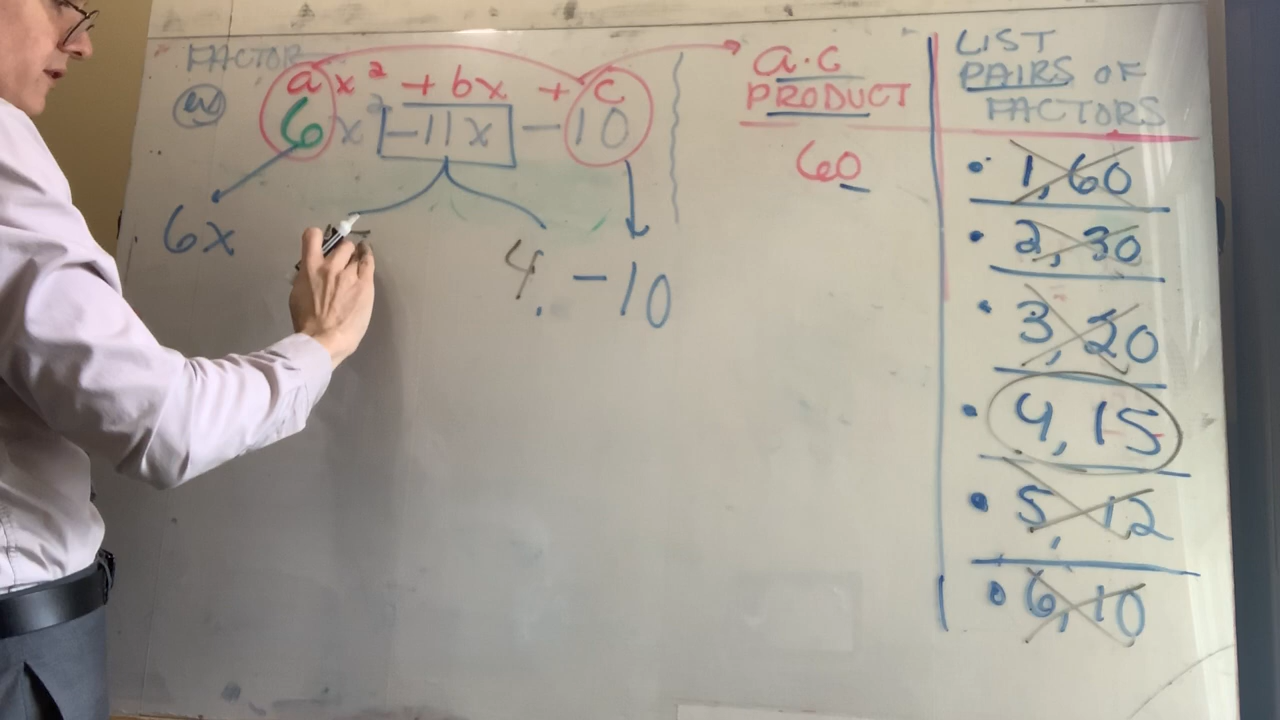 FACTOR
ax² + bx + c
ex 6x² -11x -10
6x 4 -10
a·c
PRODUCT
60
LIST
PAIRS OF
FACTORS
• 1, 60
• 2, 30
• 3, 20
• 4, 15
• 5, 12
• 6, 10